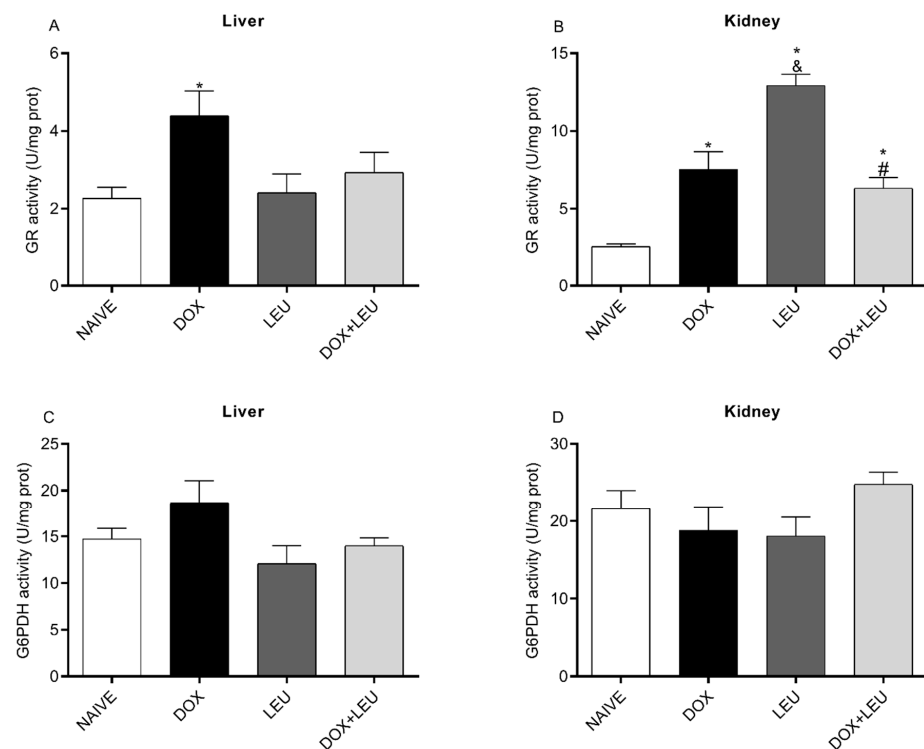 A
Liver
GR activity (U/mg prot)
6
4
2
0
*
NAIVE
DOX
LEU
DOX+LEU
B
Kidney
GR activity (U/mg prot)
15
10
5
0
*
*
&
*
#
NAIVE
DOX
LEU
DOX+LEU
C
Liver
G6PDH activity (U/mg prot)
25
20
15
10
5
0
NAIVE
DOX
LEU
DOX+LEU
D
Kidney
G6PDH activity (U/mg prot)
30
20
10
0
NAIVE
DOX
LEU
DOX+LEU